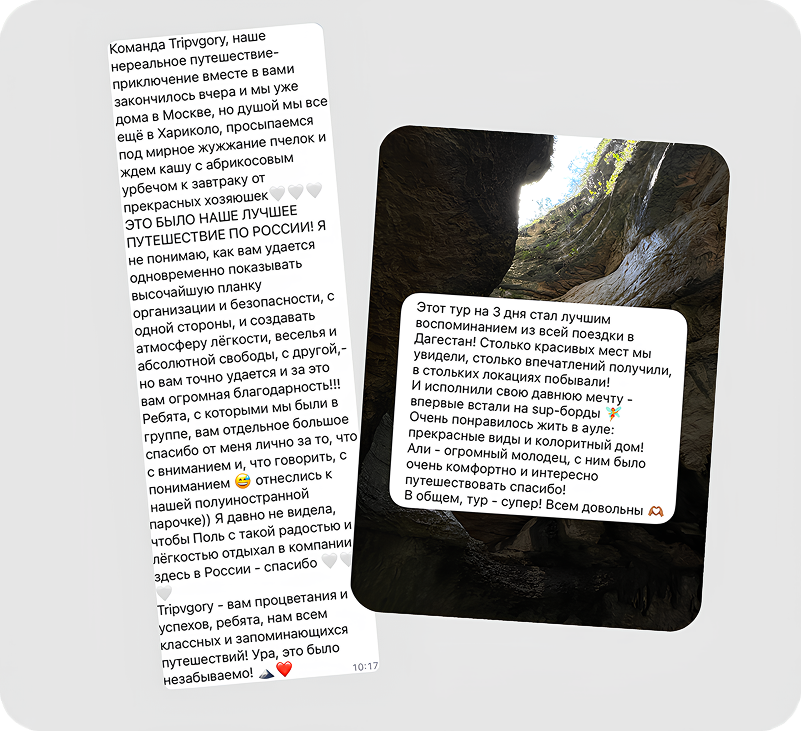 Команда Tripvgory, наше
нереальное путешествие-
приключение вместе в вами
закончилось вчера и мы уже
дома в Москве, но душой мы все
ещё в Хариколо, просыпаемся
под мирное жужжание пчелок и
ждем кашу с абрикосовым
урбечом к завтраку от
прекрасных хозяюшек🤍🤍🤍
ЭТО БЫЛО НАШЕ ЛУЧШЕЕ
ПУТЕШЕСТВИЕ ПО РОССИИ! Я
не понимаю, как вам удается
одновременно показывать
высочайшую планку
организации и безопасности, с
одной стороны, и создавать
атмосферу лёгкости, веселья и
абсолютной свободы, с другой,-
но вам точно удается и за это
вам огромная благодарность!!!
Ребята, с которыми мы были в
группе, вам отдельное большое
спасибо от меня лично за то, что
с вниманием и, что говорить, с
пониманием 😅 отнеслись к
нашей полуиностранной
парочке)) Я давно не видела,
чтобы Поль с такой радостью и
лёгкостью отдыхал в компании
здесь в России - спасибо 🤍🤍
🤍
Tripvgory - вам процветания и
успехов, ребята, нам всем
классных и запоминающихся
путешествий! Ура, это было
незабываемо! 🏔️❤️
10:17
Этот тур на 3 дня стал лучшим
воспоминанием из всей поездки в
Дагестан! Столько красивых мест мы
увидели, столько впечатлений получили,
в стольких локациях побывали!
И исполнили свою давнюю мечту -
впервые встали на sup-борды 🧚
Очень понравилось жить в ауле:
прекрасные виды и колоритный дом!
Али - огромный молодец, с ним было
очень комфортно и интересно
путешествовать спасибо!
В общем, тур - супер! Всем довольны 🫶